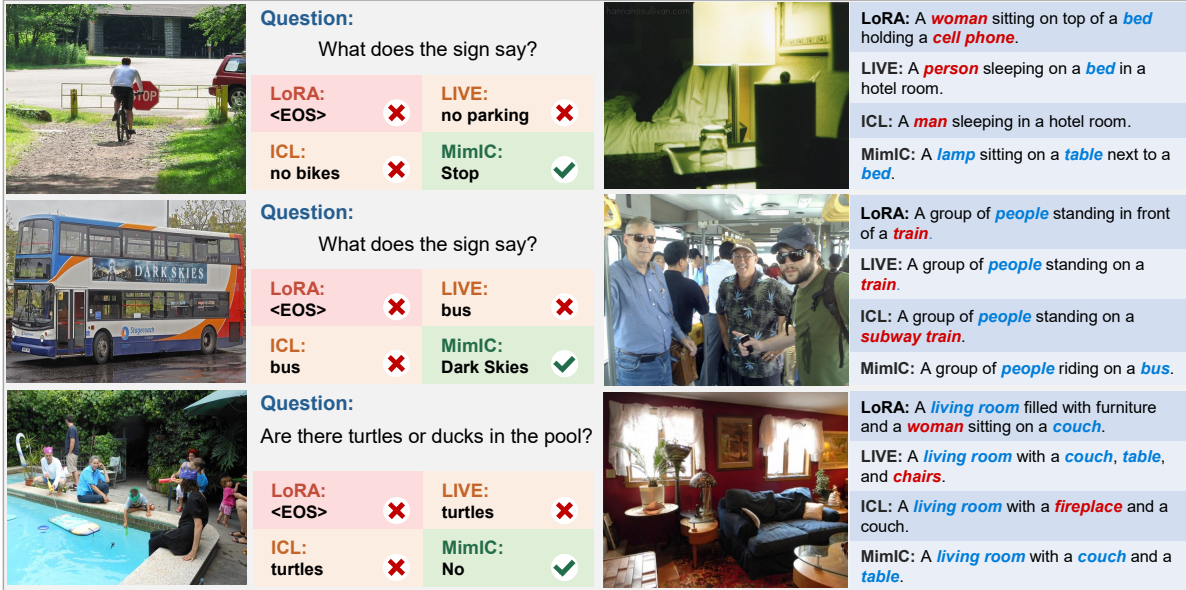 Question:
What does the sign say?
LoRA:
<EOS>
LIVE:
no parking
ICL:
no bikes
MimIC:
Stop
STOP
hannahosullivan.com
LoRA: A woman sitting on top of a bed
holding a cell phone.
LIVE: A person sleeping on a bed in a
hotel room.
ICL: A man sleeping in a hotel room.
MimIC: A lamp sitting on a table next to a
bed.
Question:
What does the sign say?
LoRA:
<EOS>
LIVE:
bus
ICL:
bus
MimIC:
Dark Skies
DARK SKIES
Stagecoach
LoRA: A group of people standing in front
of a train.
LIVE: A group of people standing on a
train.
ICL: A group of people standing on a
subway train.
MimIC: A group of people riding on a bus.
Question:
Are there turtles or ducks in the pool?
LoRA:
<EOS>
LIVE:
turtles
ICL:
turtles
MimIC:
No
LoRA: A living room filled with furniture
and a woman sitting on a couch.
LIVE: A living room with a couch, table,
and chairs.
ICL: A living room with a fireplace and a
couch.
MimIC: A living room with a couch and a
table.